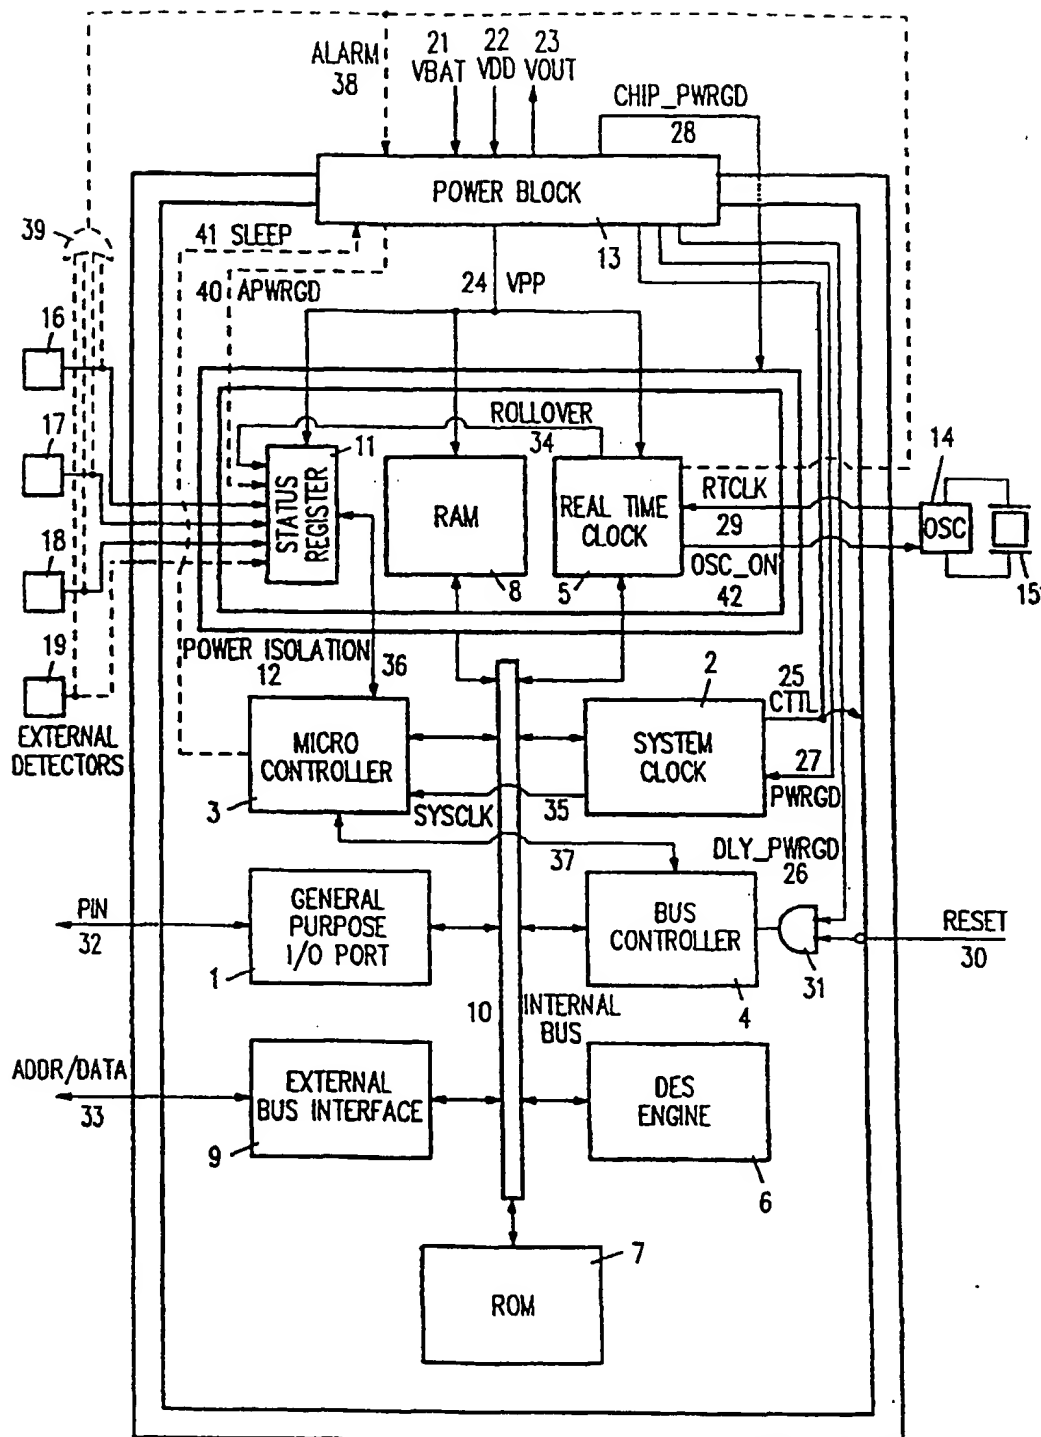 21 22 23
ALARM VBAT VDD VOUT
38
CHIP_PWRGD
28
POWER BLOCK
39
41 SLEEP
13
24 VPP
40 APWRGD
16
ROLLOVER
34
11
14
17
STATUS
REGISTER
RAM
REAL TIME
CLOCK
RTCLK
29
OSC
OSC_ON
42
8
5
15
18
POWER ISOLATION
12
36
19
2
25
CTTL
EXTERNAL
DETECTORS
MICRO
CONTROLLER
SYSTEM
CLOCK
27
PWRGD
3
SYSCLK
35
37
DLY_PWRGD
26
PIN
32
GENERAL
PURPOSE
I/O PORT
BUS
CONTROLLER
RESET
30
31
1
10
INTERNAL
BUS
4
ADDR/DATA
33
EXTERNAL
BUS INTERFACE
DES
ENGINE
9
6
7
ROM